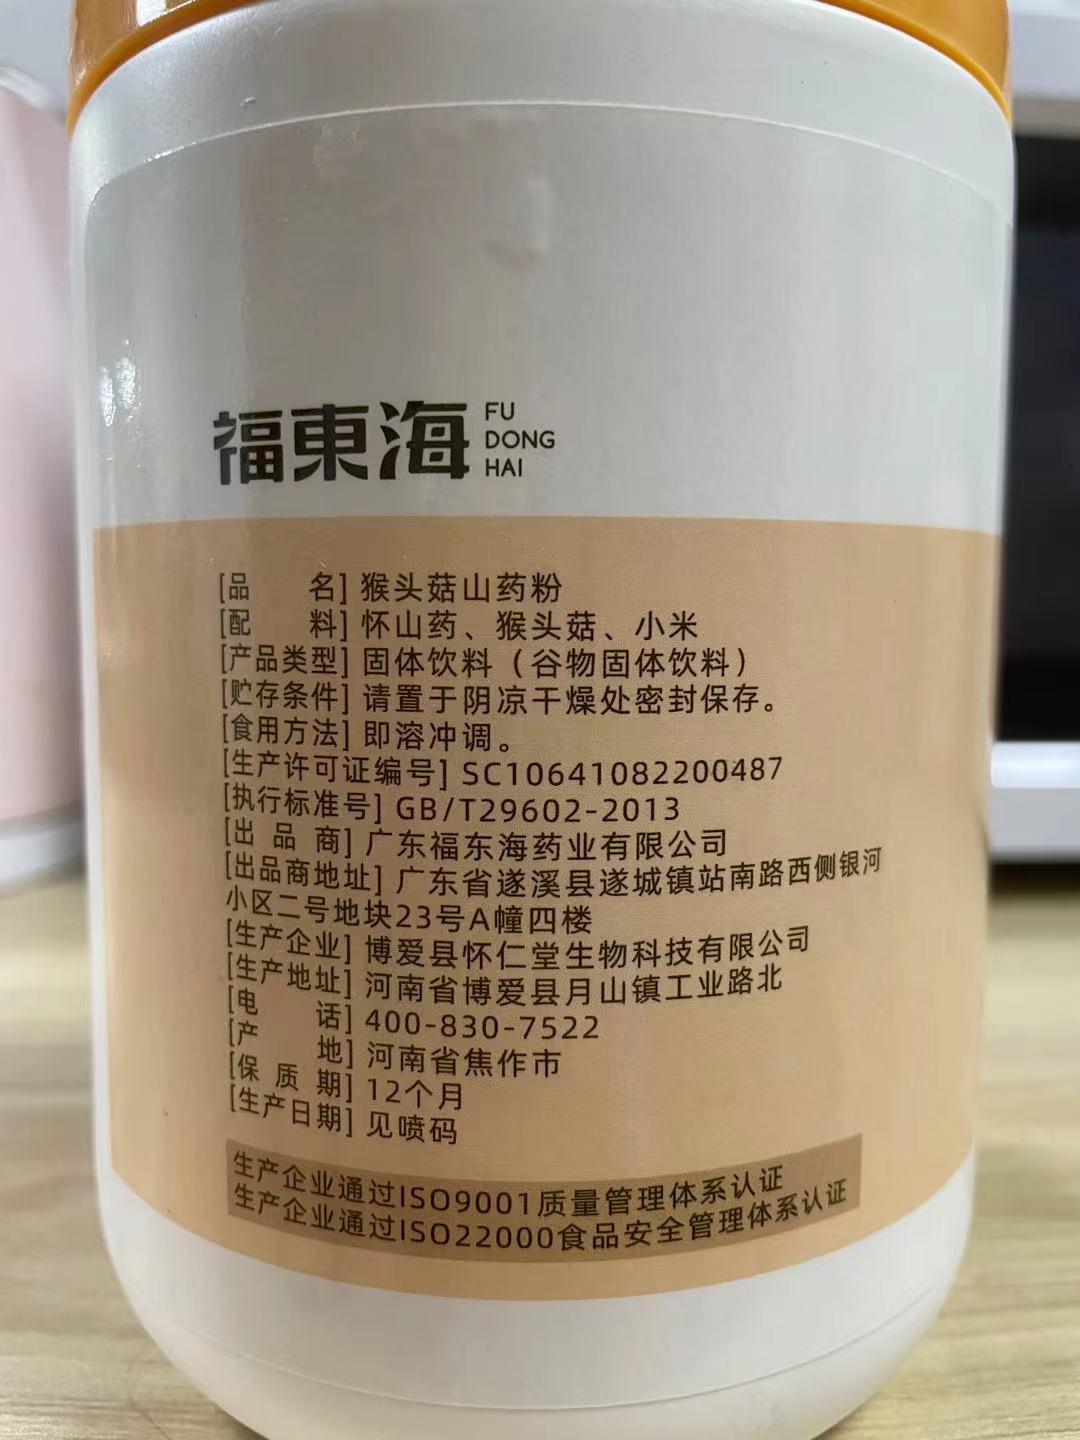 福東海 FU
DONG
HAI
[品 名] 猴头菇山药粉
[配 料] 怀山药、猴头菇、小米
[产品类型] 固体饮料（谷物固体饮料）
[贮存条件] 请置于阴凉干燥处密封保存。
[食用方法] 即溶冲调。
[生产许可证编号] SC10641082200487
[执行标准号] GB/T29602-2013
[出 品 商] 广东福东海药业有限公司
[出品商地址] 广东省遂溪县遂城镇站南路西侧银河
小区二号地块23号A幢四楼
[生产企业] 博爱县怀仁堂生物科技有限公司
[生产地址] 河南省博爱县月山镇工业路北
[电 话] 400-830-7522
[产 地] 河南省焦作市
[保 质 期] 12个月
[生产日期] 见喷码
生产企业通过ISO9001质量管理体系认证
生产企业通过ISO22000食品安全管理体系认证